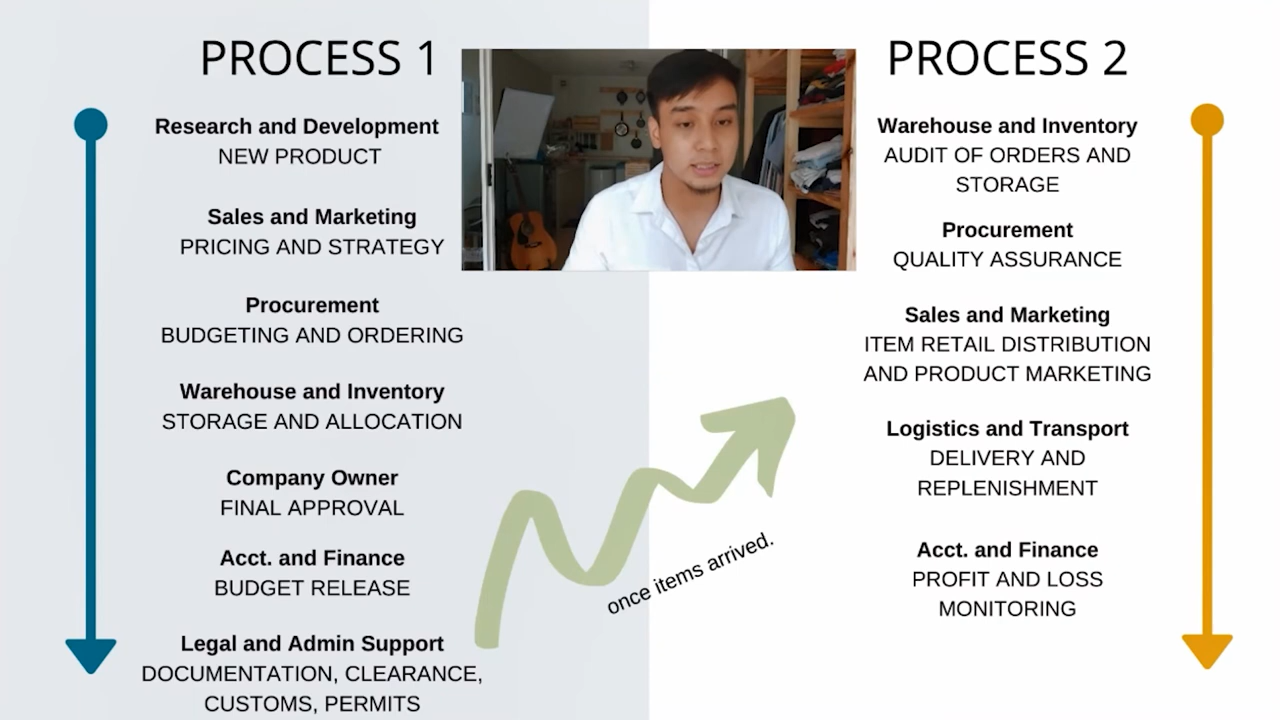 PROCESS 1
Research and Development
NEW PRODUCT
Sales and Marketing
PRICING AND STRATEGY
Procurement
BUDGETING AND ORDERING
Warehouse and Inventory
STORAGE AND ALLOCATION
Company Owner
FINAL APPROVAL
Acct. and Finance
BUDGET RELEASE
Legal and Admin Support
DOCUMENTATION, CLEARANCE,
CUSTOMS, PERMITS
once items arrived.
PROCESS 2
Warehouse and Inventory
AUDIT OF ORDERS AND
STORAGE
Procurement
QUALITY ASSURANCE
Sales and Marketing
ITEM RETAIL DISTRIBUTION
AND PRODUCT MARKETING
Logistics and Transport
DELIVERY AND
REPLENISHMENT
Acct. and Finance
PROFIT AND LOSS
MONITORING